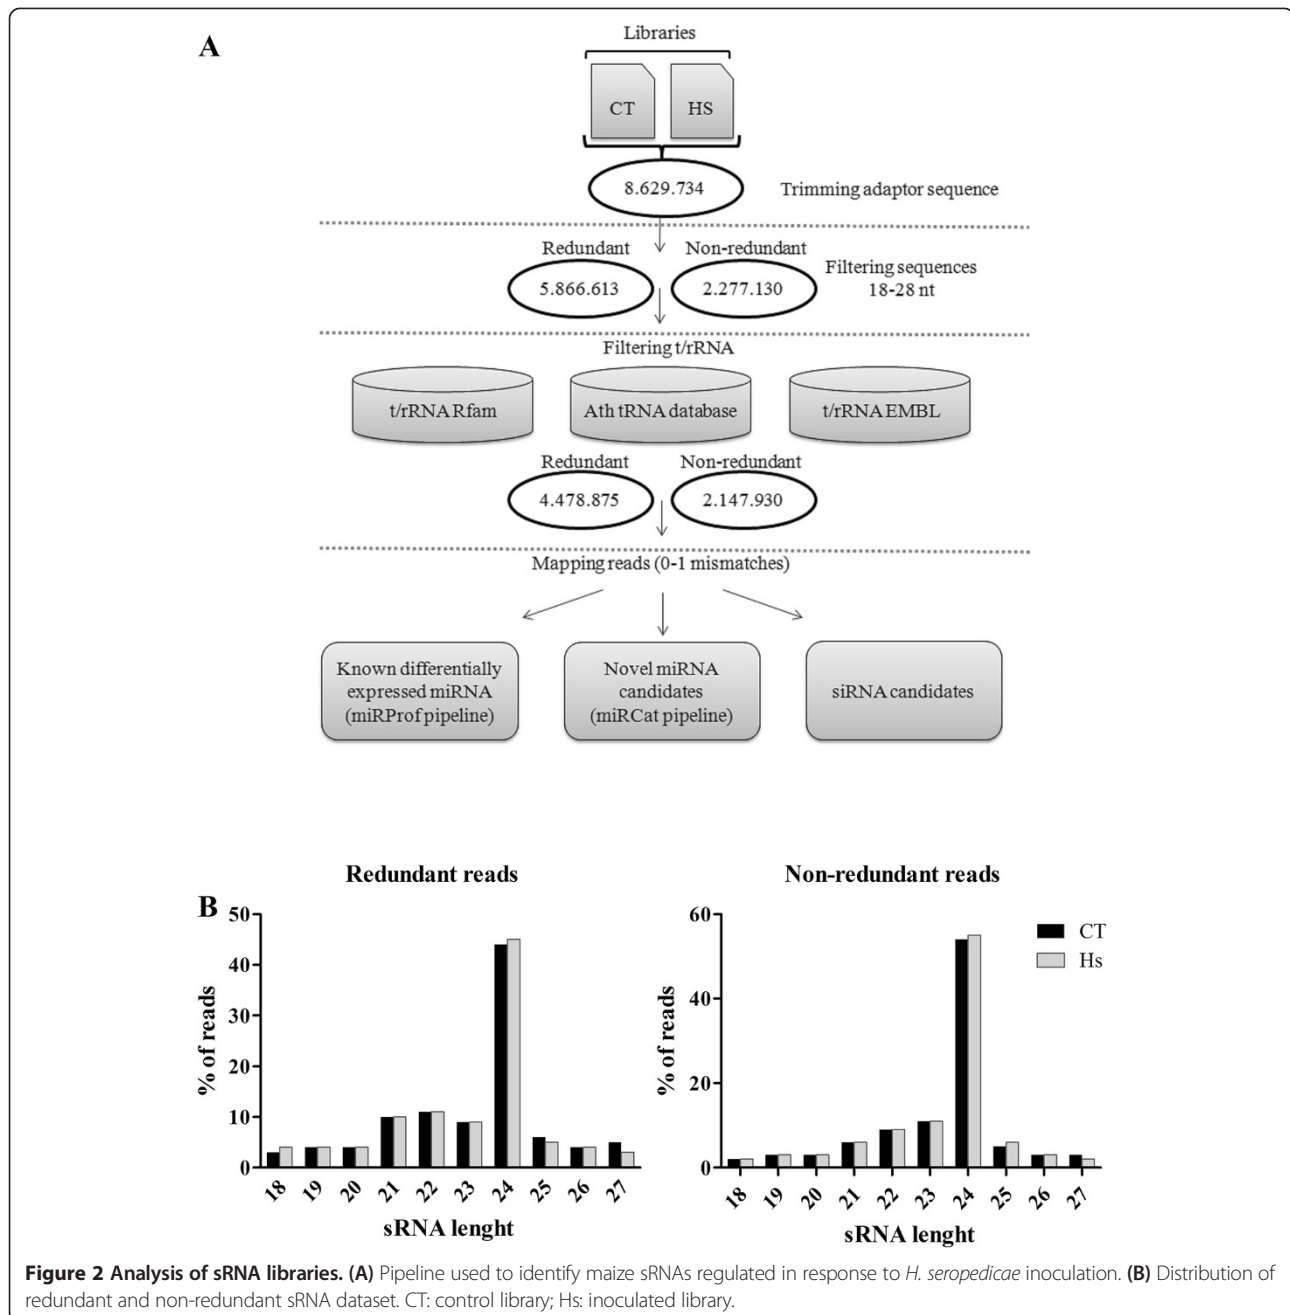 A
Libraries
CT
HS
8.629.734
Trimming adaptor sequence
Redundant
Non-redundant
5.866.613
2.277.130
Filtering sequences
18-28 nt
Filtering t/rRNA
t/rRNA Rfam
Ath tRNA database
t/rRNA EMBL
Redundant
Non-redundant
4.478.875
2.147.930
Mapping reads (0-1 mismatches)
Known differentially
expressed miRNA
(miRProf pipeline)
Novel miRNA
candidates
(miRCat pipeline)
siRNA candidates
B
Redundant reads
50
40
30
20
10
0
% of reads
18 19 20 21 22 23 24 25 26 27
sRNA lenght
Non-redundant reads
60
40
20
0
% of reads
18 19 20 21 22 23 24 25 26 27
sRNA lenght
CT
Hs
Figure 2 Analysis of sRNA libraries. (A) Pipeline used to identify maize sRNAs regulated in response to H. seropedicae inoculation. (B) Distribution of
redundant and non-redundant sRNA dataset. CT: control library; Hs: inoculated library.